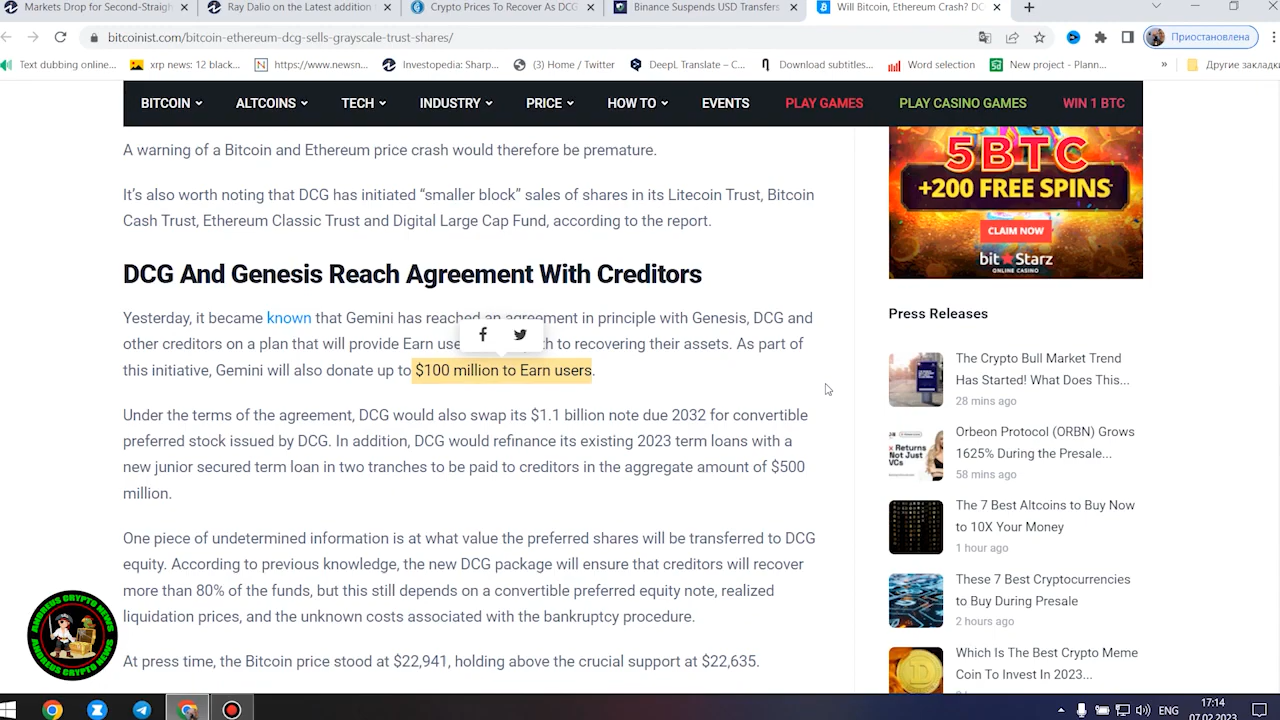 Markets Drop for Second-Straigh
Ray Dalio on the Latest addition
Crypto Prices To Recover As DCG
Binance Suspends USD Transfers
Will Bitcoin, Ethereum Crash? DC
bitcoinist.com/bitcoin-ethereum-dcg-sells-grayscale-trust-shares/
Приостановлена
Text dubbing online...
xrp news: 12 black...
https://www.newsn...
Investopedia: Sharp...
(3) Home / Twitter
DeepL Translate – C...
Download subtitles...
Word selection
New project - Plann...
»
Другие закладки
BITCOIN
ALTCOINS
TECH
INDUSTRY
PRICE
HOW TO
EVENTS
PLAY GAMES
PLAY CASINO GAMES
WIN 1 BTC
A warning of a Bitcoin and Ethereum price crash would therefore be premature.
It's also worth noting that DCG has initiated “smaller block” sales of shares in its Litecoin Trust, Bitcoin
Cash Trust, Ethereum Classic Trust and Digital Large Cap Fund, according to the report.
DCG And Genesis Reach Agreement With Creditors
Yesterday, it became known that Gemini has reached an agreement in principle with Genesis, DCG and
other creditors on a plan that will provide Earn use th to recovering their assets. As part of
this initiative, Gemini will also donate up to $100 million to Earn users.
Under the terms of the agreement, DCG would also swap its $1.1 billion note due 2032 for convertible
preferred stock issued by DCG. In addition, DCG would refinance its existing 2023 term loans with a
new junior secured term loan in two tranches to be paid to creditors in the aggregate amount of $500
million.
One piece of indetermined information is at what value the preferred shares will be transferred to DCG
equity. According to previous knowledge, the new DCG package will ensure that creditors will recover
more than 80% of the funds, but this still depends on a convertible preferred equity note, realized
liquidation prices, and the unknown costs associated with the bankruptcy procedure.
At press time, the Bitcoin price stood at $22,941, holding above the crucial support at $22,635.
5BTC
+200 FREE SPINS
CLAIM NOW
bitStarz
ONLINE CASINO
Press Releases
The Crypto Bull Market Trend
Has Started! What Does This...
28 mins ago
Orbeon Protocol (ORBN) Grows
1625% During the Presale...
58 mins ago
x Returns
Not Just
VCs
The 7 Best Altcoins to Buy Now
to 10X Your Money
1 hour ago
These 7 Best Cryptocurrencies
to Buy During Presale
2 hours ago
Which Is The Best Crypto Meme
Coin To Invest In 2023...
ANDREUS CRYPTO NEWS
ANDREUS CRYPTO NEWS
ENG
17:14
07.02.2023